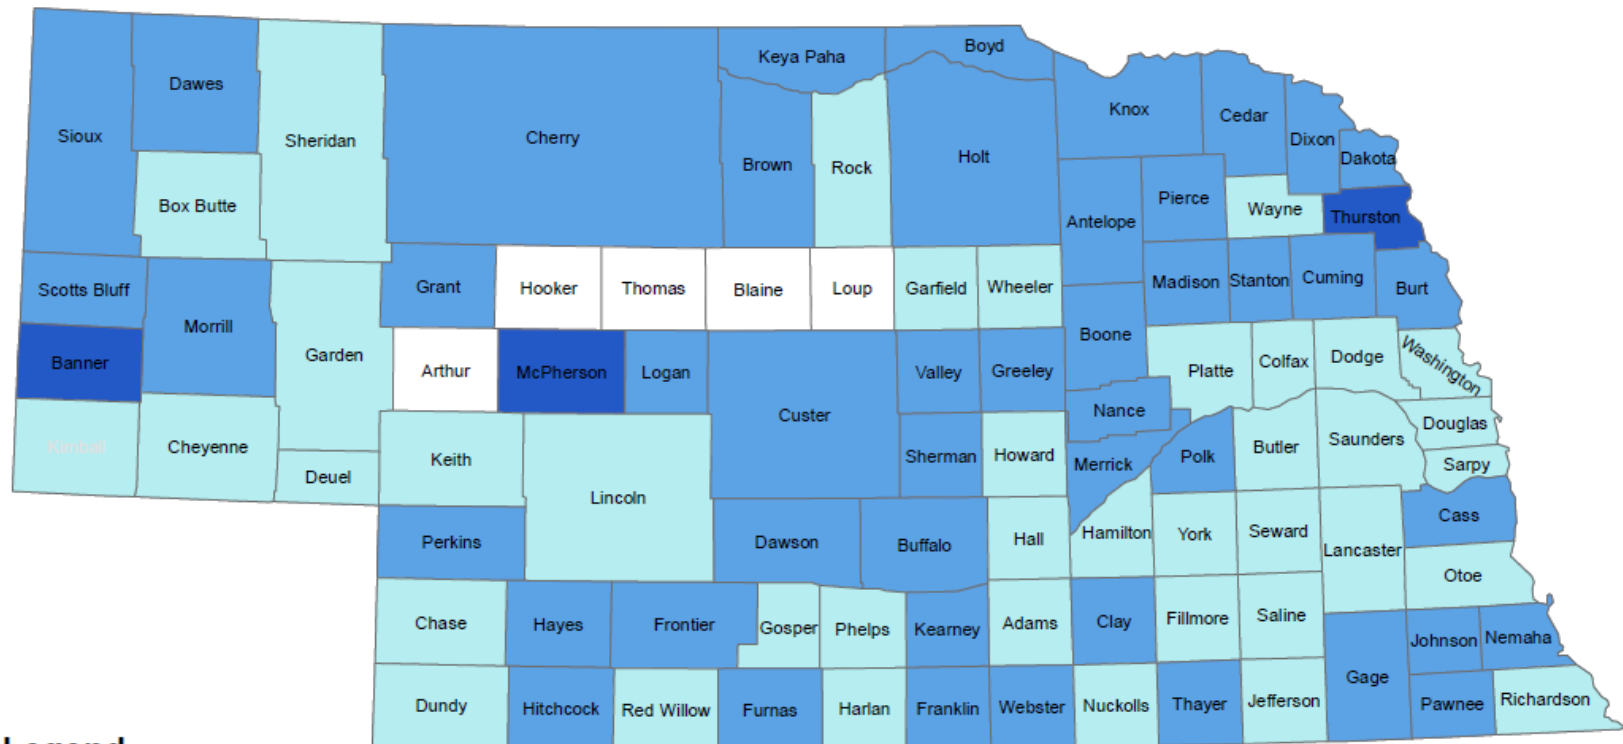 Keya Paha
Boyd
Dawes
Knox
Cedar
Sioux
Sheridan
Cherry
Brown
Rock
Holt
Dixon
Dakota
Box Butte
Antelope
Pierce
Wayne
Thurston
Scotts Bluff
Grant
Hooker
Thomas
Blaine
Loup
Garfield
Wheeler
Madison
Stanton
Cuming
Burt
Morrill
Boone
Banner
Garden
Arthur
McPherson
Logan
Valley
Greeley
Platte
Colfax
Dodge
Washington
Custer
Nance
Douglas
Kimball
Cheyenne
Keith
Sherman
Howard
Merrick
Polk
Butler
Saunders
Sarpy
Deuel
Lincoln
Perkins
Dawson
Buffalo
Hall
Hamilton
York
Seward
Lancaster
Cass
Otoe
Chase
Hayes
Frontier
Gosper
Phelps
Kearney
Adams
Clay
Fillmore
Saline
Johnson
Nemaha
Dundy
Hitchcock
Red Willow
Furnas
Harlan
Franklin
Webster
Nuckolls
Thayer
Jefferson
Gage
Pawnee
Richardson
Legend